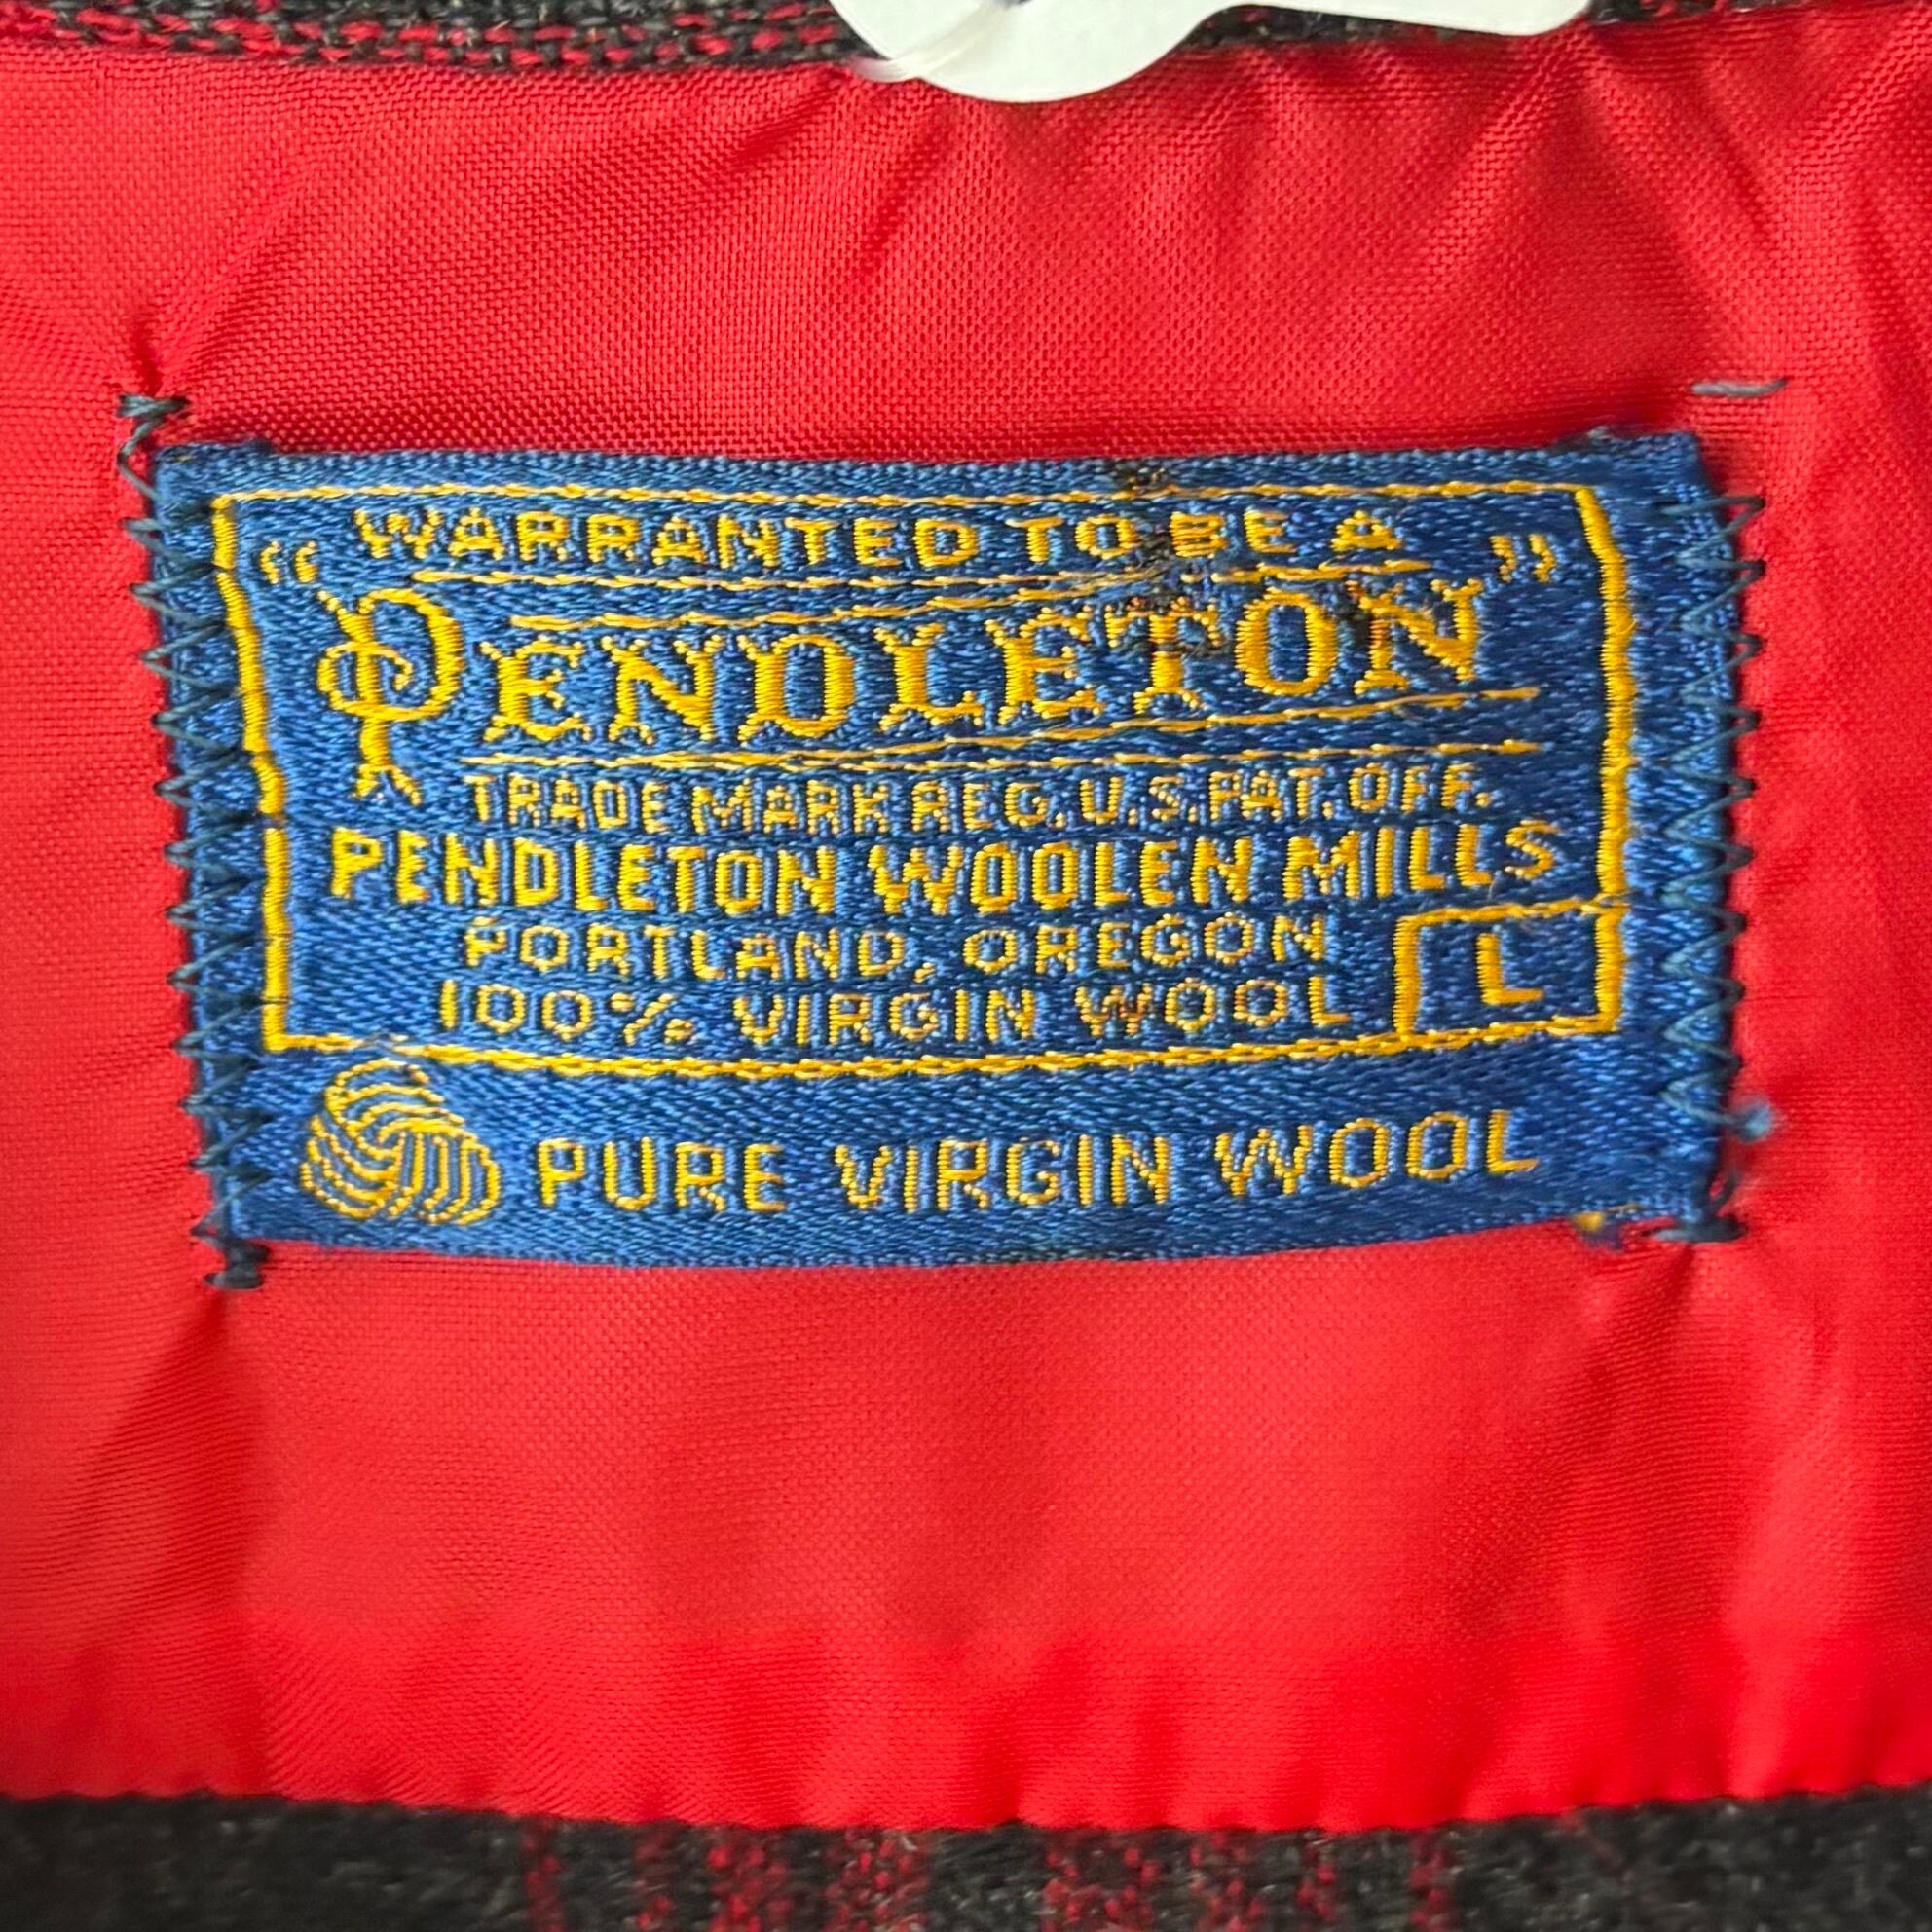 WARRANTED TO BE A
"PENDLETON"
TRADE MARK REG. U.S. PAT. OFF.
PENDLETON WOOLEN MILLS
PORTLAND, OREGON
100% VIRGIN WOOL L
PURE VIRGIN WOOL